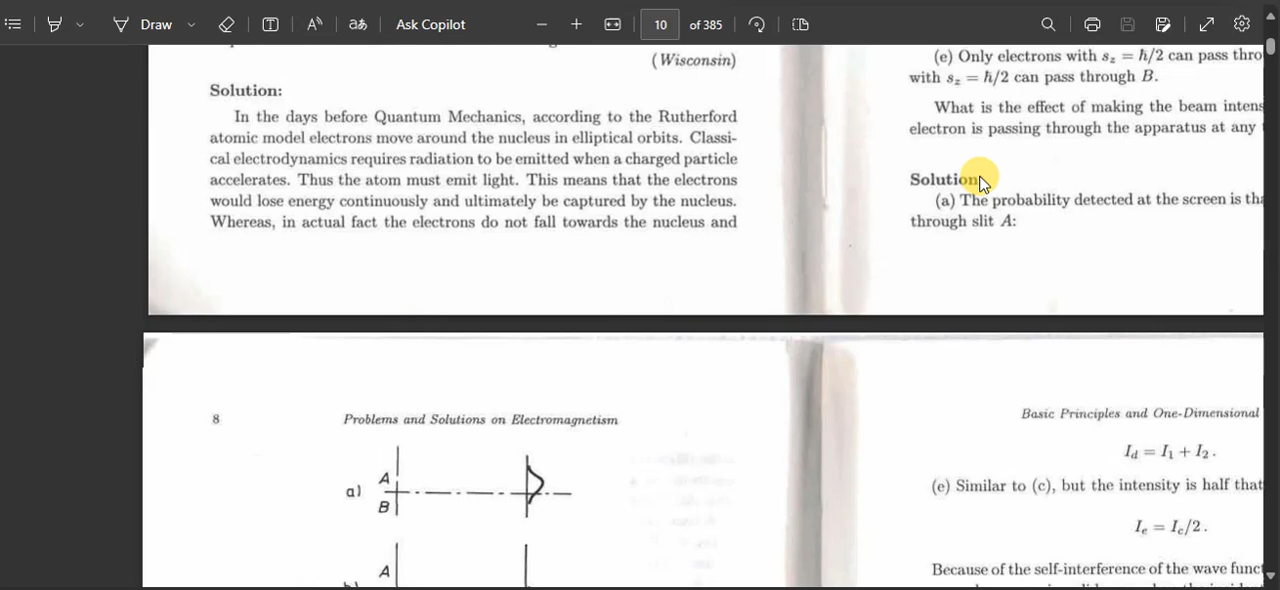 Draw
Ask Copilot
10
of 385
(Wisconsin)
Solution:
In the days before Quantum Mechanics, according to the Rutherford
atomic model electrons move around the nucleus in elliptical orbits. Classi-
cal electrodynamics requires radiation to be emitted when a charged particle
accelerates. Thus the atom must emit light. This means that the electrons
would lose energy continuously and ultimately be captured by the nucleus.
Whereas, in actual fact the electrons do not fall towards the nucleus and
(e) Only electrons with s_z = ħ/2 can pass thro
with s_z = ħ/2 can pass through B.
What is the effect of making the beam intens
electron is passing through the apparatus at any
Solution
(a) The probability detected at the screen is tha
through slit A:
8
Problems and Solutions on Electromagnetism
a)
A
B
A
Basic Principles and One-Dimensional
I_d = I₁ + I₂.
(e) Similar to (c), but the intensity is half that
I_e = I_c/2.
Because of the self-interference of the wave func